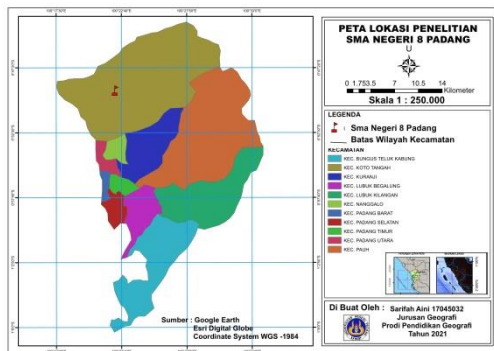 PETA LOKASI PENELITIAN
SMA NEGERI 8 PADANG
U
0 1.753.5 7 10.5 14
Kilometer
Skala 1 : 250.000
LEGENDA
: Sma Negeri 8 Padang
Batas Wilayah Kecamatan
KECAMATAN
KEC. BUNGUS TELUK KABUNG
KEC. KOTO TANGAH
KEC. KURANJI
KEC. LUBUK BEGALUNG
KEC. LUBUK KILANGAN
KEC. NANGGALO
KEC. PADANG BARAT
KEC. PADANG SELATAN
KEC. PADANG TIMUR
KEC. PADANG UTARA
KEC. PAUH
Sumber : Google Earth
Esri Digital Globe
Coordinate System WGS -1984
Di Buat Oleh : Sarifah Aini 17045032
Jurusan Geografi
Prodi Pendidikan Geografi
Tahun 2021